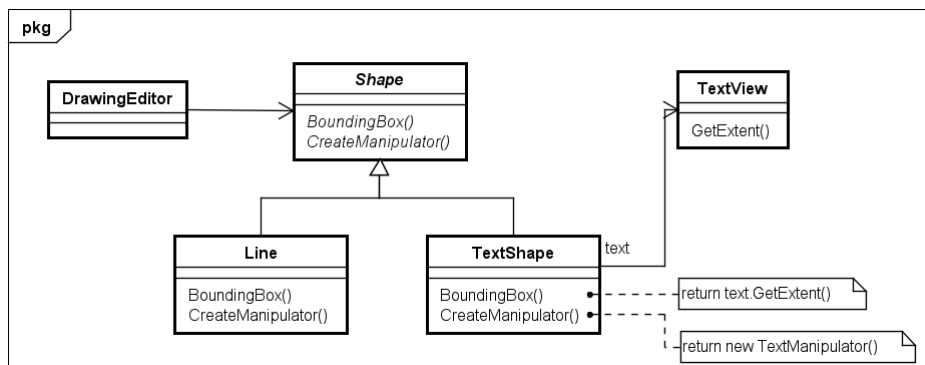 pkg
DrawingEditor
Shape
BoundingBox()
CreateManipulator()
TextView
GetExtent()
Line
BoundingBox()
CreateManipulator()
TextShape
BoundingBox()
CreateManipulator()
text
return text.GetExtent()
return new TextManipulator()